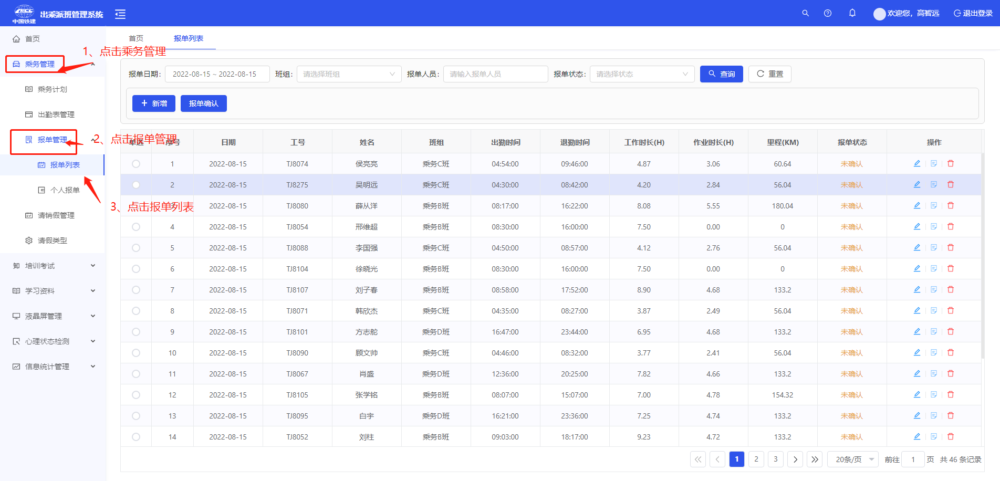 CRCC
中国铁建
出乘派班管理系统
欢迎您，高智远
退出登录
首页
乘务管理
乘务计划
出勤表管理
报单管理
报单列表
个人报单
请销假管理
请假类型
培训考试
学习资料
液晶屏管理
心理状态检测
信息统计管理
首页 报单列表
1、点击乘务管理
2、点击报单管理
3、点击报单列表
报单日期： 2022-08-15 ~ 2022-08-15 班组： 请选择班组 报单人员： 请输入报单人员 报单状态： 请选择状态 查询 重置
新增 报单确认
单选 序号 日期 工号 姓名 班组 出勤时间 退勤时间 工作时长(H) 作业时长(H) 里程(KM) 报单状态 操作
1 2022-08-15 TJ8074 侯亮亮 乘务C班 04:54:00 09:46:00 4.87 3.06 60.64 未确认
2 2022-08-15 TJ8275 吴明远 乘务C班 04:30:00 08:42:00 4.20 2.84 56.04 未确认
3 2022-08-15 TJ8080 薛从洋 乘务B班 08:17:00 16:22:00 8.08 5.55 180.04 未确认
4 2022-08-15 TJ8054 邢维超 乘务B班 08:30:00 16:00:00 7.50 0.00 0 未确认
5 2022-08-15 TJ8088 李国强 乘务C班 04:50:00 08:57:00 4.12 2.76 56.04 未确认
6 2022-08-15 TJ8104 徐晓光 乘务B班 08:30:00 16:00:00 7.50 0.00 0 未确认
7 2022-08-15 TJ8107 刘子春 乘务B班 08:58:00 17:52:00 8.90 4.68 133.2 未确认
8 2022-08-15 TJ8071 韩欣杰 乘务C班 04:35:00 08:27:00 3.87 2.49 56.04 未确认
9 2022-08-15 TJ8101 方志舵 乘务D班 16:47:00 23:44:00 6.95 4.68 133.2 未确认
10 2022-08-15 TJ8090 顾文帅 乘务C班 04:46:00 08:32:00 3.77 2.41 56.04 未确认
11 2022-08-15 TJ8067 肖盛 乘务D班 12:36:00 20:25:00 7.82 4.66 133.2 未确认
12 2022-08-15 TJ8105 张学铭 乘务B班 08:07:00 15:07:00 7.00 4.78 154.32 未确认
13 2022-08-15 TJ8095 白宇 乘务D班 16:21:00 23:36:00 7.25 4.74 133.2 未确认
14 2022-08-15 TJ8052 刘柱 乘务B班 09:03:00 18:17:00 9.23 4.72 133.2 未确认
1 2 3 20条/页 前往 1 页 共 46 条记录